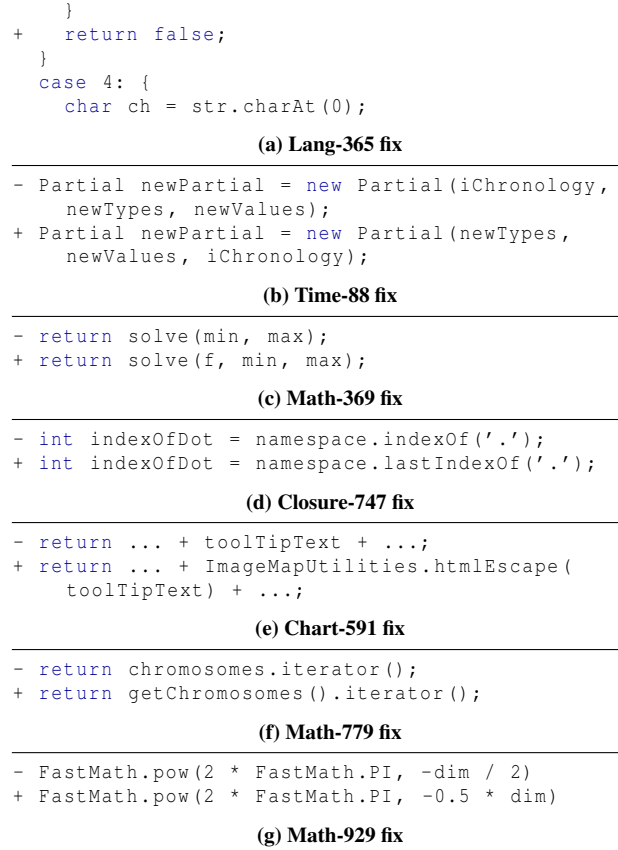 }
+   return false;
  }
  case 4: {
    char ch = str.charAt(0);
(a) Lang-365 fix
- Partial newPartial = new Partial(iChronology,
    newTypes, newValues);
+ Partial newPartial = new Partial(newTypes,
    newValues, iChronology);
(b) Time-88 fix
- return solve(min, max);
+ return solve(f, min, max);
(c) Math-369 fix
- int indexOfDot = namespace.indexOf('.');
+ int indexOfDot = namespace.lastIndexOf('.');
(d) Closure-747 fix
- return ... + toolTipText + ...;
+ return ... + ImageMapUtilities.htmlEscape(
    toolTipText) + ...;
(e) Chart-591 fix
- return chromosomes.iterator();
+ return getChromosomes().iterator();
(f) Math-779 fix
- FastMath.pow(2 * FastMath.PI, -dim / 2)
+ FastMath.pow(2 * FastMath.PI, -0.5 * dim)
(g) Math-929 fix